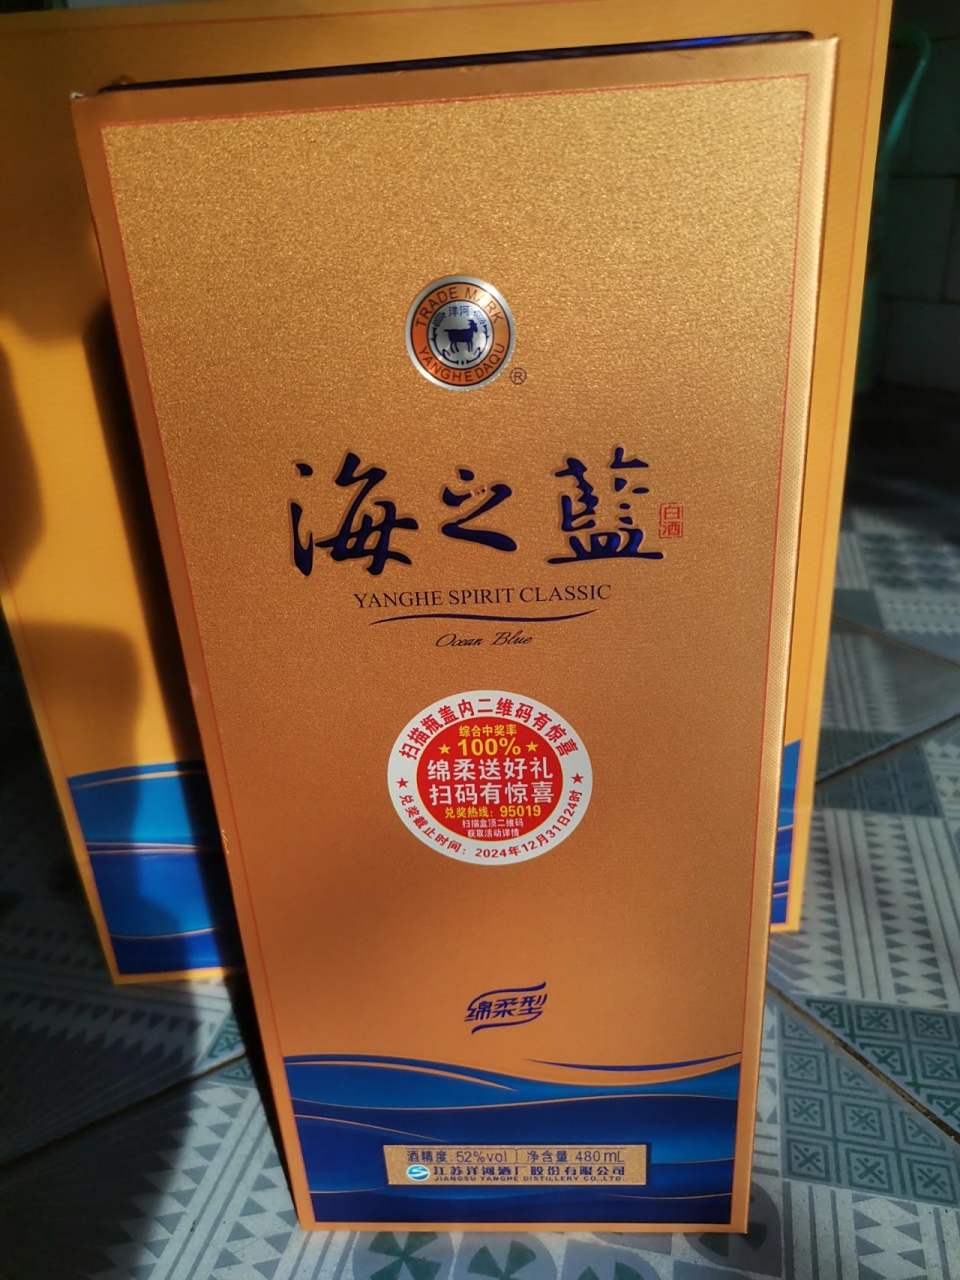 TRADE MARK
洋河
YANGHE DAQU
®
海之藍
白酒
YANGHE SPIRIT CLASSIC
Ocean Blue
扫描瓶盖内二维码有惊喜
综合中奖率
100%
绵柔送好礼
扫码有惊喜
兑奖热线：95019
扫描盒顶二维码
获取活动详情
兑奖截止时间：2024年12月31日24时
绵柔型
酒精度:52%vol | 净含量:480mL
江苏洋河酒厂股份有限公司
JIANGSU YANGHE DISTILLERY CO.,LTD.